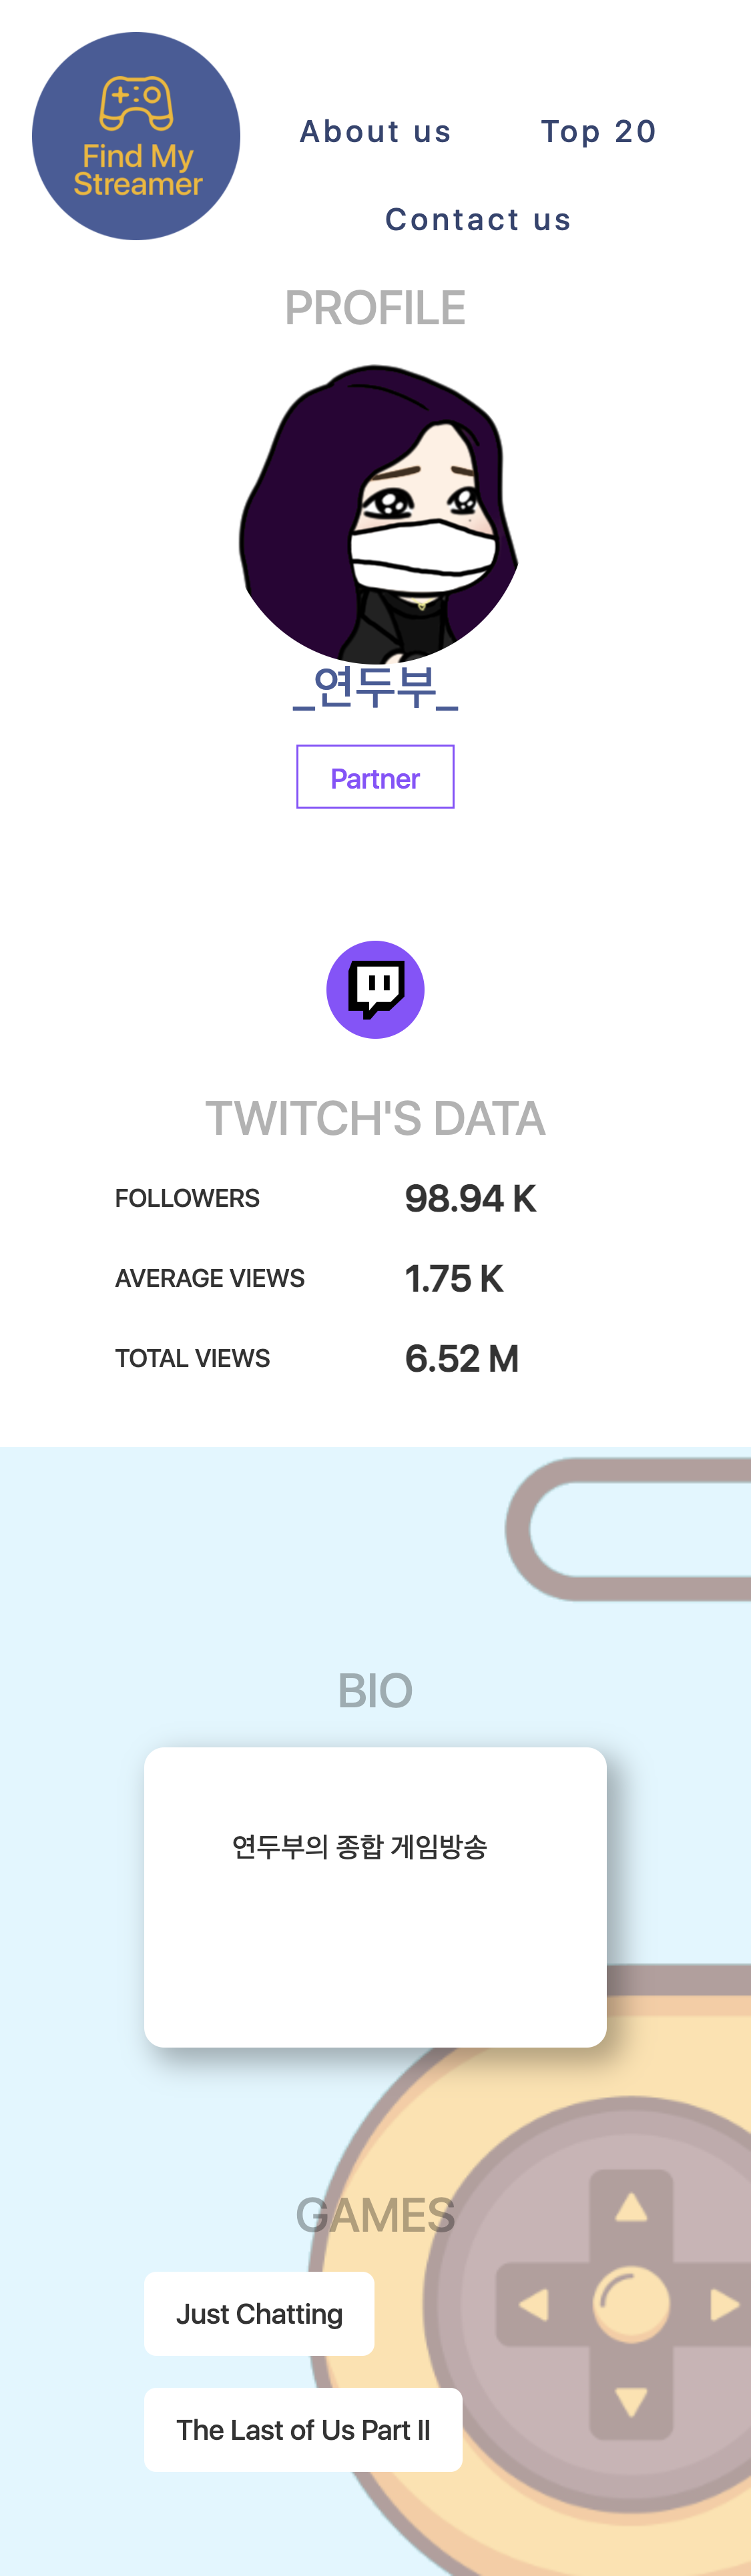 Find My
Streamer
About us
Top 20
Contact us
PROFILE
_연두부_
Partner
TWITCH'S DATA
FOLLOWERS 98.94 K
AVERAGE VIEWS 1.75 K
TOTAL VIEWS 6.52 M
BIO
연두부의 종합 게임방송
GAMES
Just Chatting
The Last of Us Part II